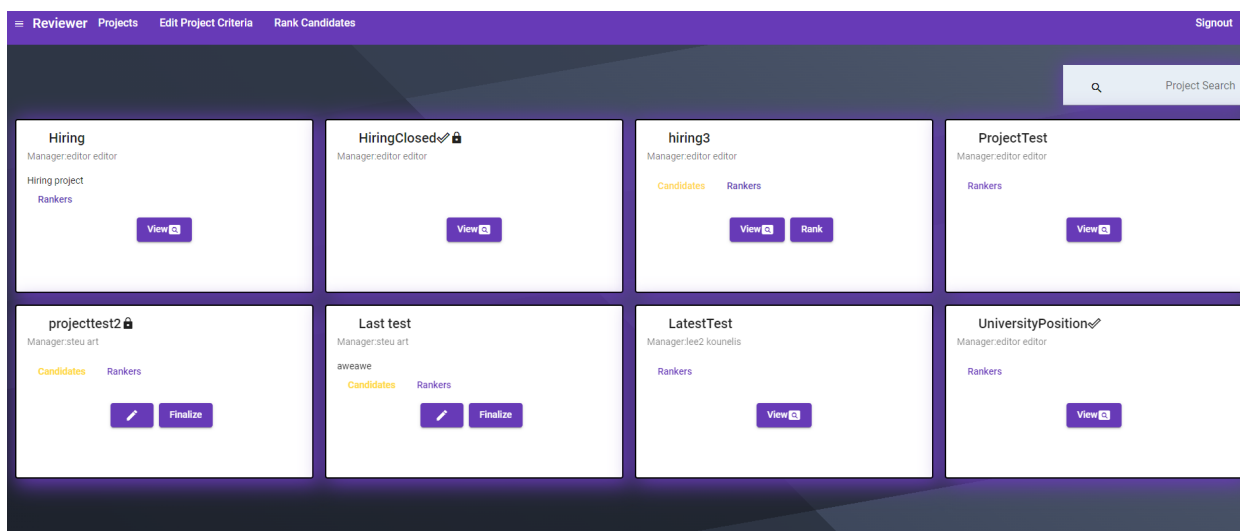 Reviewer Projects Edit Project Criteria Rank Candidates Signout
Project Search
Hiring
Manager:editor editor
Hiring project
Rankers
View
HiringClosed
Manager:editor editor
View
hiring3
Manager:editor editor
Candidates Rankers
View Rank
ProjectTest
Manager:editor editor
Rankers
View
projecttest2
Manager:steu art
Candidates Rankers
Finalize
Last test
Manager:steu art
aweawe
Candidates Rankers
Finalize
LatestTest
Manager:lee2 kounelis
Rankers
View
UniversityPosition
Manager:editor editor
Rankers
View